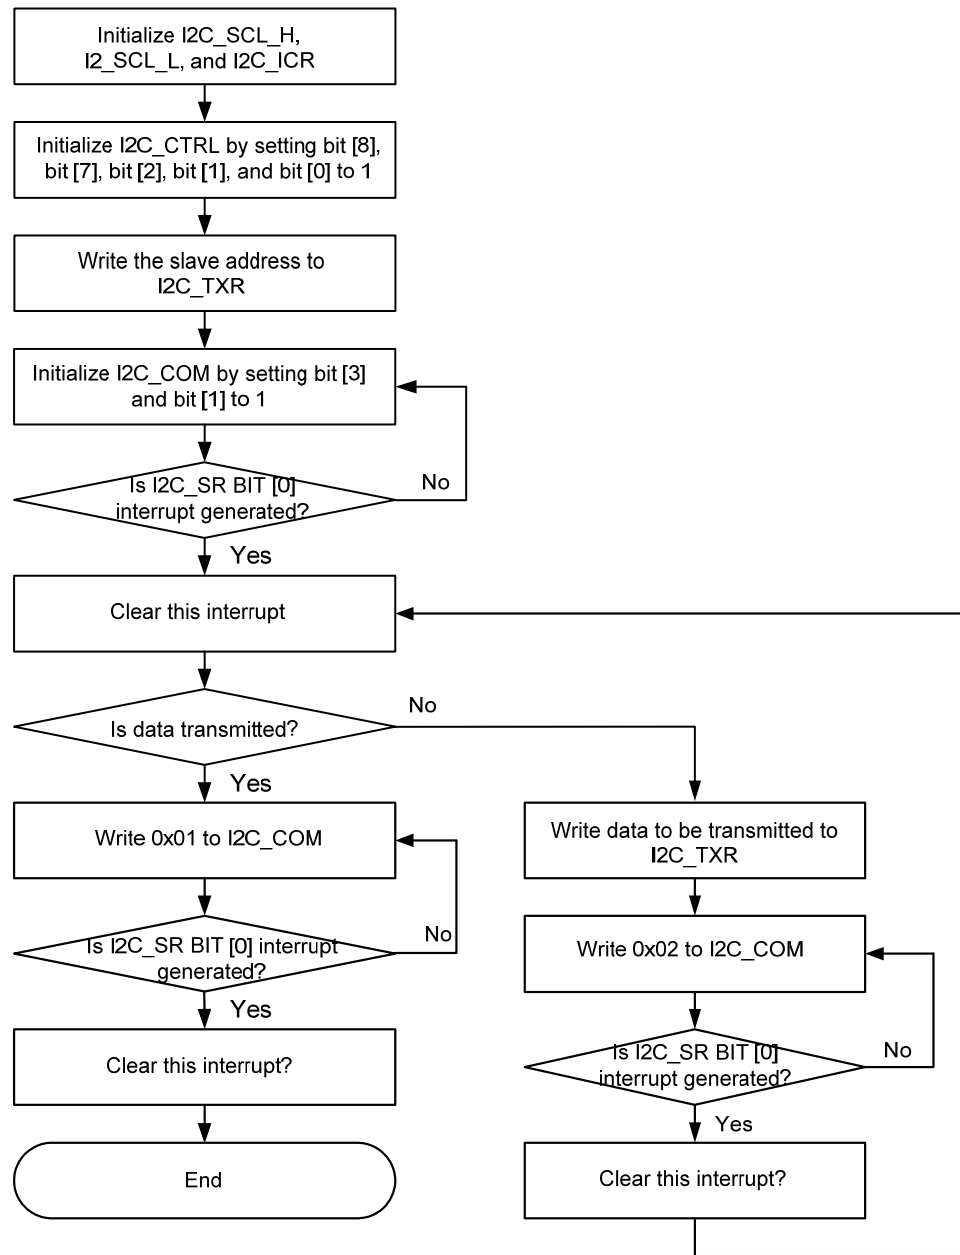 Initialize I2C_SCL_H,
I2_SCL_L, and I2C_ICR
Initialize I2C_CTRL by setting bit [8],
bit [7], bit [2], bit [1], and bit [0] to 1
Write the slave address to
I2C_TXR
Initialize I2C_COM by setting bit [3]
and bit [1] to 1
Is I2C_SR BIT [0]
interrupt generated?
No
Yes
Clear this interrupt
Is data transmitted?
No
Yes
Write 0x01 to I2C_COM
Is I2C_SR BIT [0] interrupt
generated?
No
Yes
Clear this interrupt?
End
Write data to be transmitted to
I2C_TXR
Write 0x02 to I2C_COM
Is I2C_SR BIT [0]
interrupt generated?
No
Yes
Clear this interrupt?